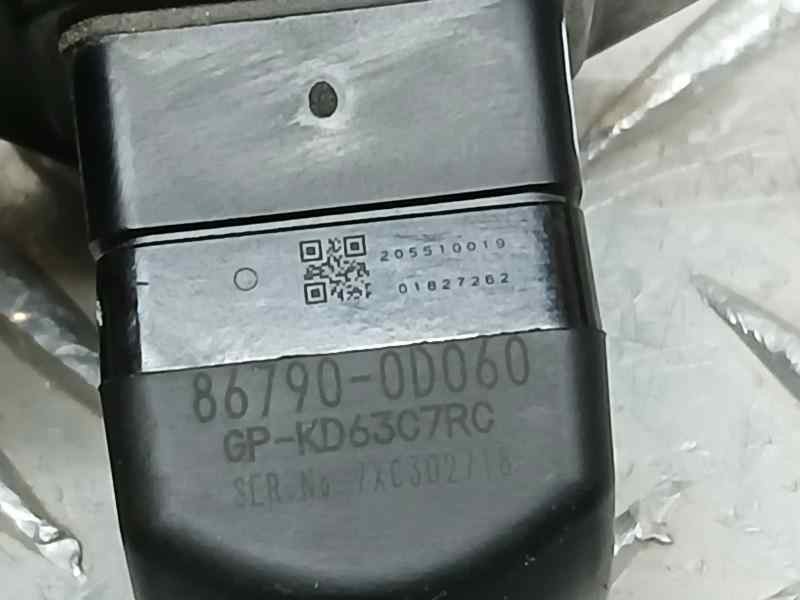 205510019
01827262
86790-0D060
GP-KD63C7RC
SER.No. 7XC302718